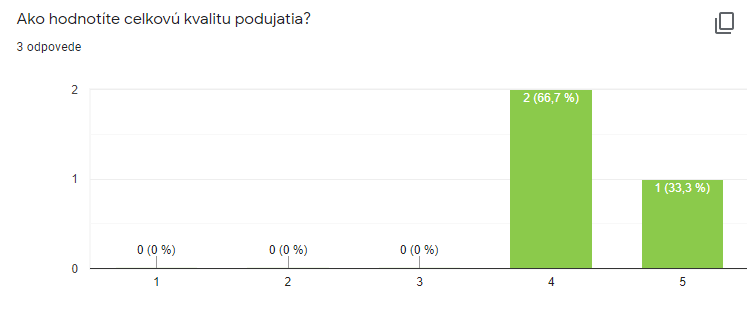 Ako hodnotíte celkovú kvalitu podujatia?
3 odpovede
2
1
0
0 (0 %)
0 (0 %)
0 (0 %)
2 (66,7 %)
1 (33,3 %)
1
2
3
4
5